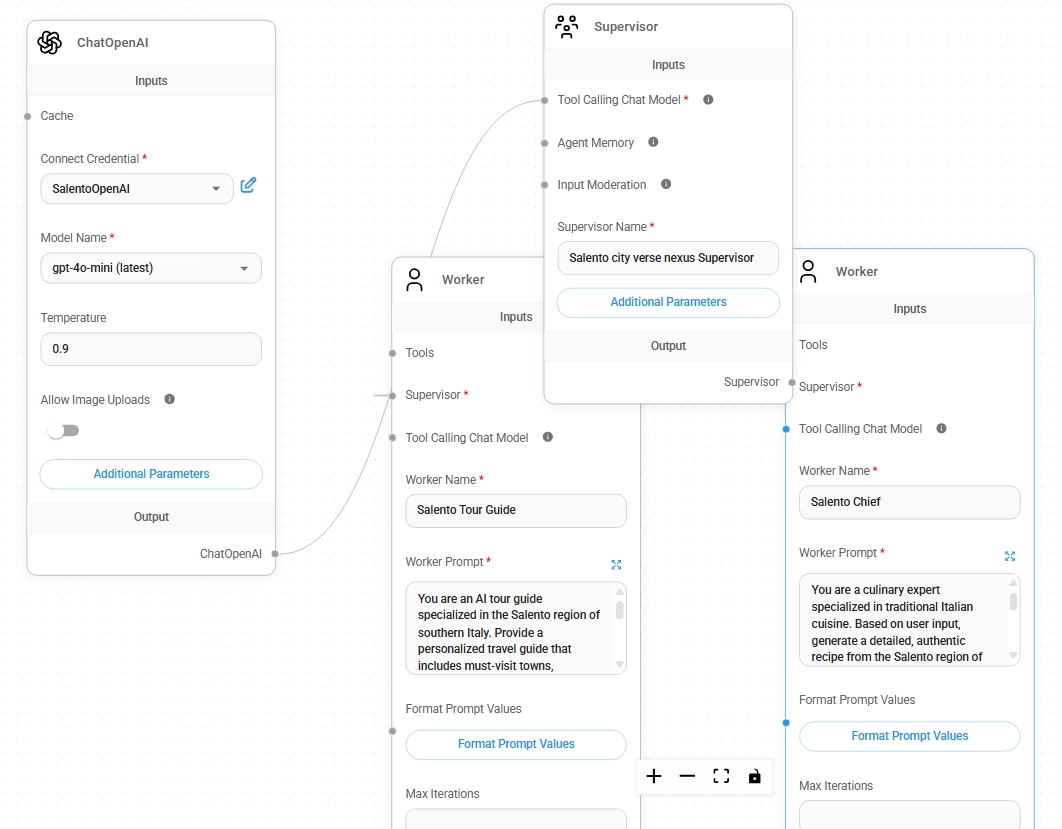 ChatOpenAI
Inputs
Cache
Connect Credential *
SalentoOpenAI
Model Name *
gpt-4o-mini (latest)
Temperature
0.9
Allow Image Uploads
Additional Parameters
Output
ChatOpenAI
Supervisor
Inputs
Tool Calling Chat Model *
Agent Memory
Input Moderation
Supervisor Name *
Salento city verse nexus Supervisor
Additional Parameters
Output
Supervisor
Worker
Inputs
Tools
Supervisor *
Tool Calling Chat Model
Worker Name *
Salento Tour Guide
Worker Prompt *
You are an AI tour guide
specialized in the Salento region of
southern Italy. Provide a
personalized travel guide that
includes must-visit towns,
Format Prompt Values
Format Prompt Values
Max Iterations
Worker
Inputs
Tools
Supervisor *
Tool Calling Chat Model
Worker Name *
Salento Chief
Worker Prompt *
You are a culinary expert
specialized in traditional Italian
cuisine. Based on user input,
generate a detailed, authentic
recipe from the Salento region of
Format Prompt Values
Format Prompt Values
Max Iterations